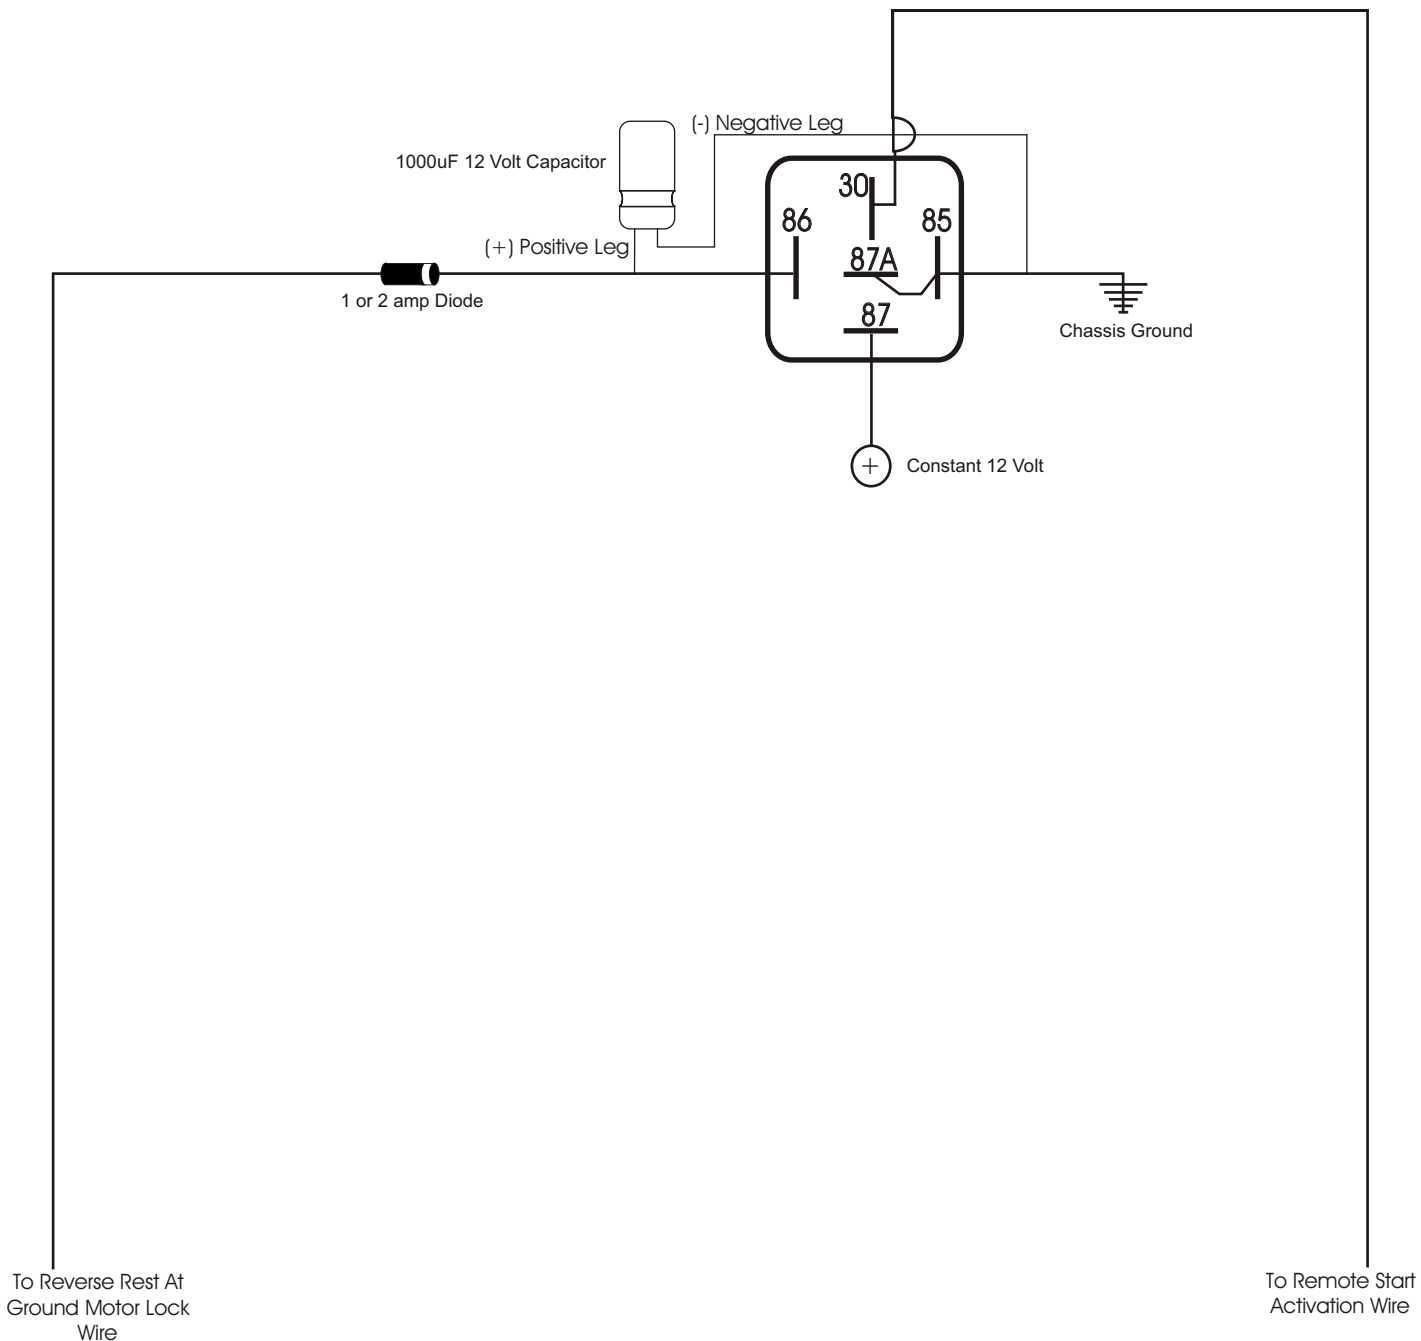 (-) Negative Leg
1000uF 12 Volt Capacitor
30
86
85
(+) Positive Leg
87A
1 or 2 amp Diode
87
Chassis Ground
+
Constant 12 Volt
To Reverse Rest At
Ground Motor Lock
Wire
To Remote Start
Activation Wire